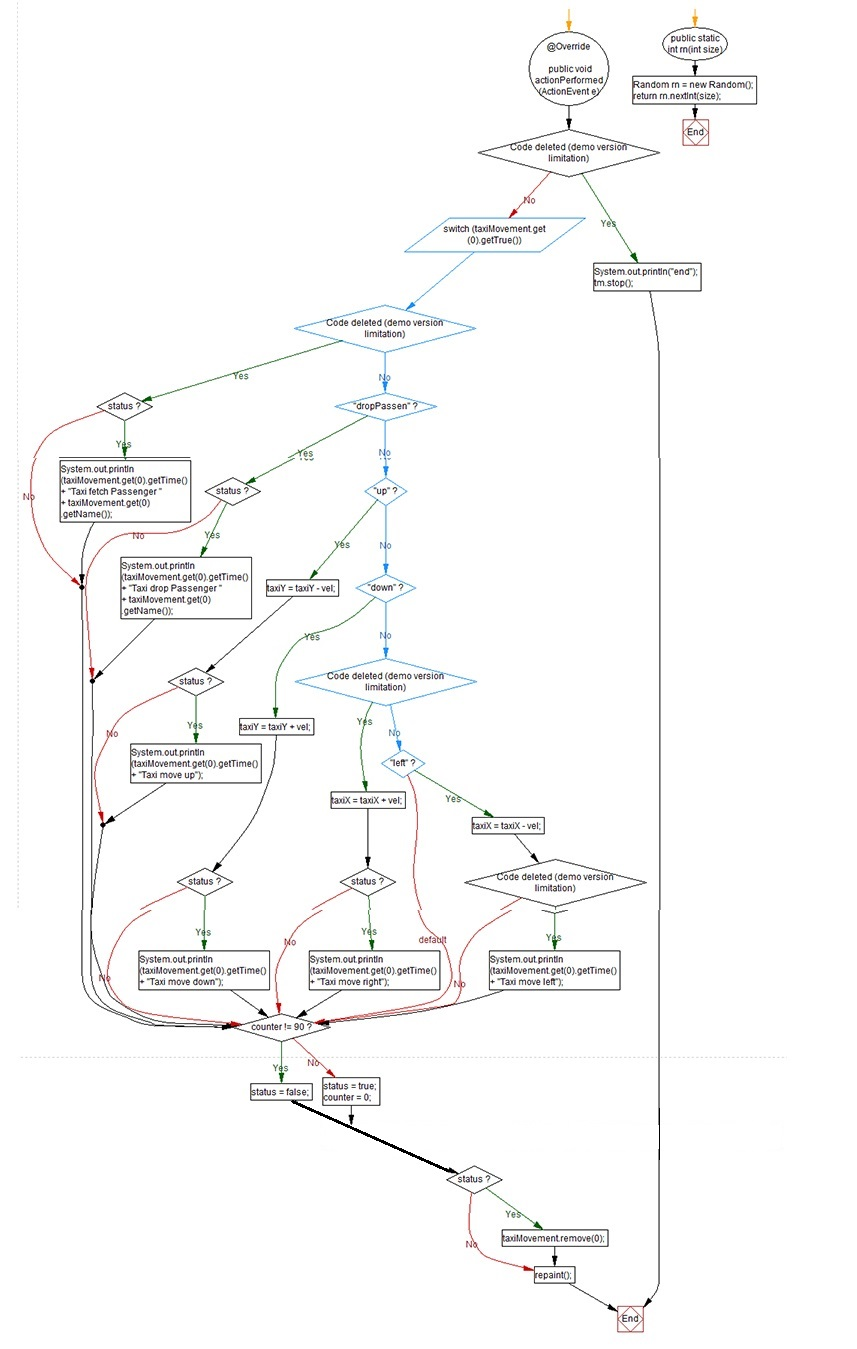 @Override
public void
actionPerformed
(ActionEvent e)
public static
int rn(int size)
Random rn = new Random();
return rn.nextInt(size);
End
Code deleted (demo version
limitation)
No
Yes
switch (taxiMovement.get
(0).getTrue())
System.out.println("end");
tm.stop();
Code deleted (demo version
limitation)
Yes
No
status ?
"dropPassen" ?
Yes
Yes
No
System.out.println
(taxiMovement.get(0).getTime()
+ "Taxi fetch Passenger "
+ taxiMovement.get(0)
.getName());
No
status ?
"up" ?
No
Yes
Yes
No
System.out.println
(taxiMovement.get(0).getTime()
+ "Taxi drop Passenger "
+ taxiMovement.get(0)
.getName());
taxiY = taxiY - vel;
"down" ?
Yes
No
status ?
Code deleted (demo version
limitation)
No
Yes
taxiY = taxiY + vel;
Yes
No
System.out.println
(taxiMovement.get(0).getTime()
+ "Taxi move up");
"left" ?
taxiX = taxiX + vel;
Yes
taxiX = taxiX - vel;
status ?
status ?
Code deleted (demo version
limitation)
Yes
No
Yes
default
Yes
No
System.out.println
(taxiMovement.get(0).getTime()
+ "Taxi move down");
System.out.println
(taxiMovement.get(0).getTime()
+ "Taxi move right");
No
System.out.println
(taxiMovement.get(0).getTime()
+ "Taxi move left");
counter != 90 ?
Yes
No
status = false;
status = true;
counter = 0;
status ?
Yes
No
taxiMovement.remove(0);
repaint();
End